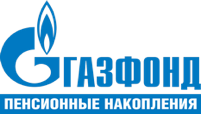 ГАЗФОНД
ПЕНСИОННЫЕ НАКОПЛЕНИЯ